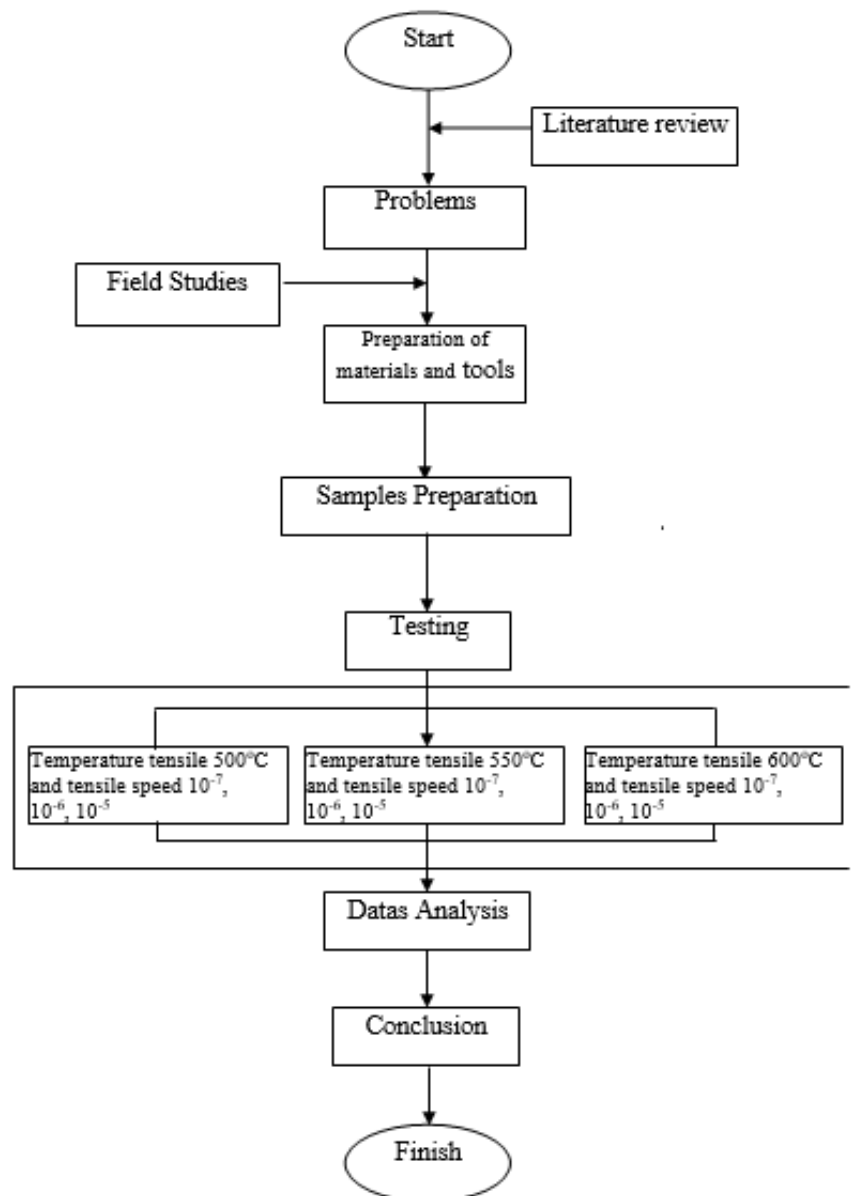 Start
Literature review
Problems
Field Studies
Preparation of
materials and tools
Samples Preparation
Testing
Temperature tensile 500°C
and tensile speed 10⁻⁷,
10⁻⁶, 10⁻⁵
Temperature tensile 550°C
and tensile speed 10⁻⁷,
10⁻⁶, 10⁻⁵
Temperature tensile 600°C
and tensile speed 10⁻⁷,
10⁻⁶, 10⁻⁵
Datas Analysis
Conclusion
Finish